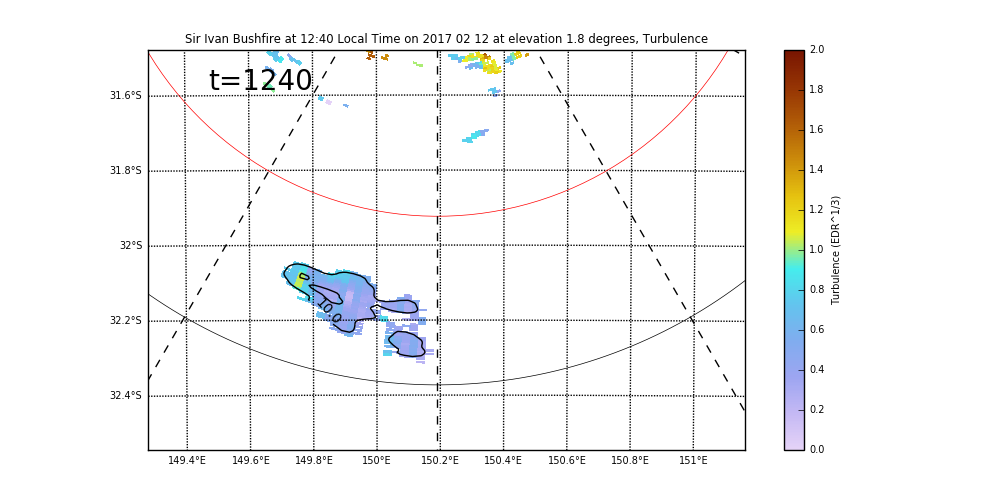 Sir Ivan Bushfire at 12:40 Local Time on 2017 02 12 at elevation 1.8 degrees, Turbulence
t=1240
31.6°S
31.8°S
32°S
32.2°S
32.4°S
10.0
149.4°E 149.6°E 149.8°E 150°E 150.2°E 150.4°E 150.6°E 150.8°E 151°E
2.0
1.8
1.6
1.4
1.2
1.0
0.8
0.6
0.4
0.2
0.0
Turbulence (EDR^1/3)